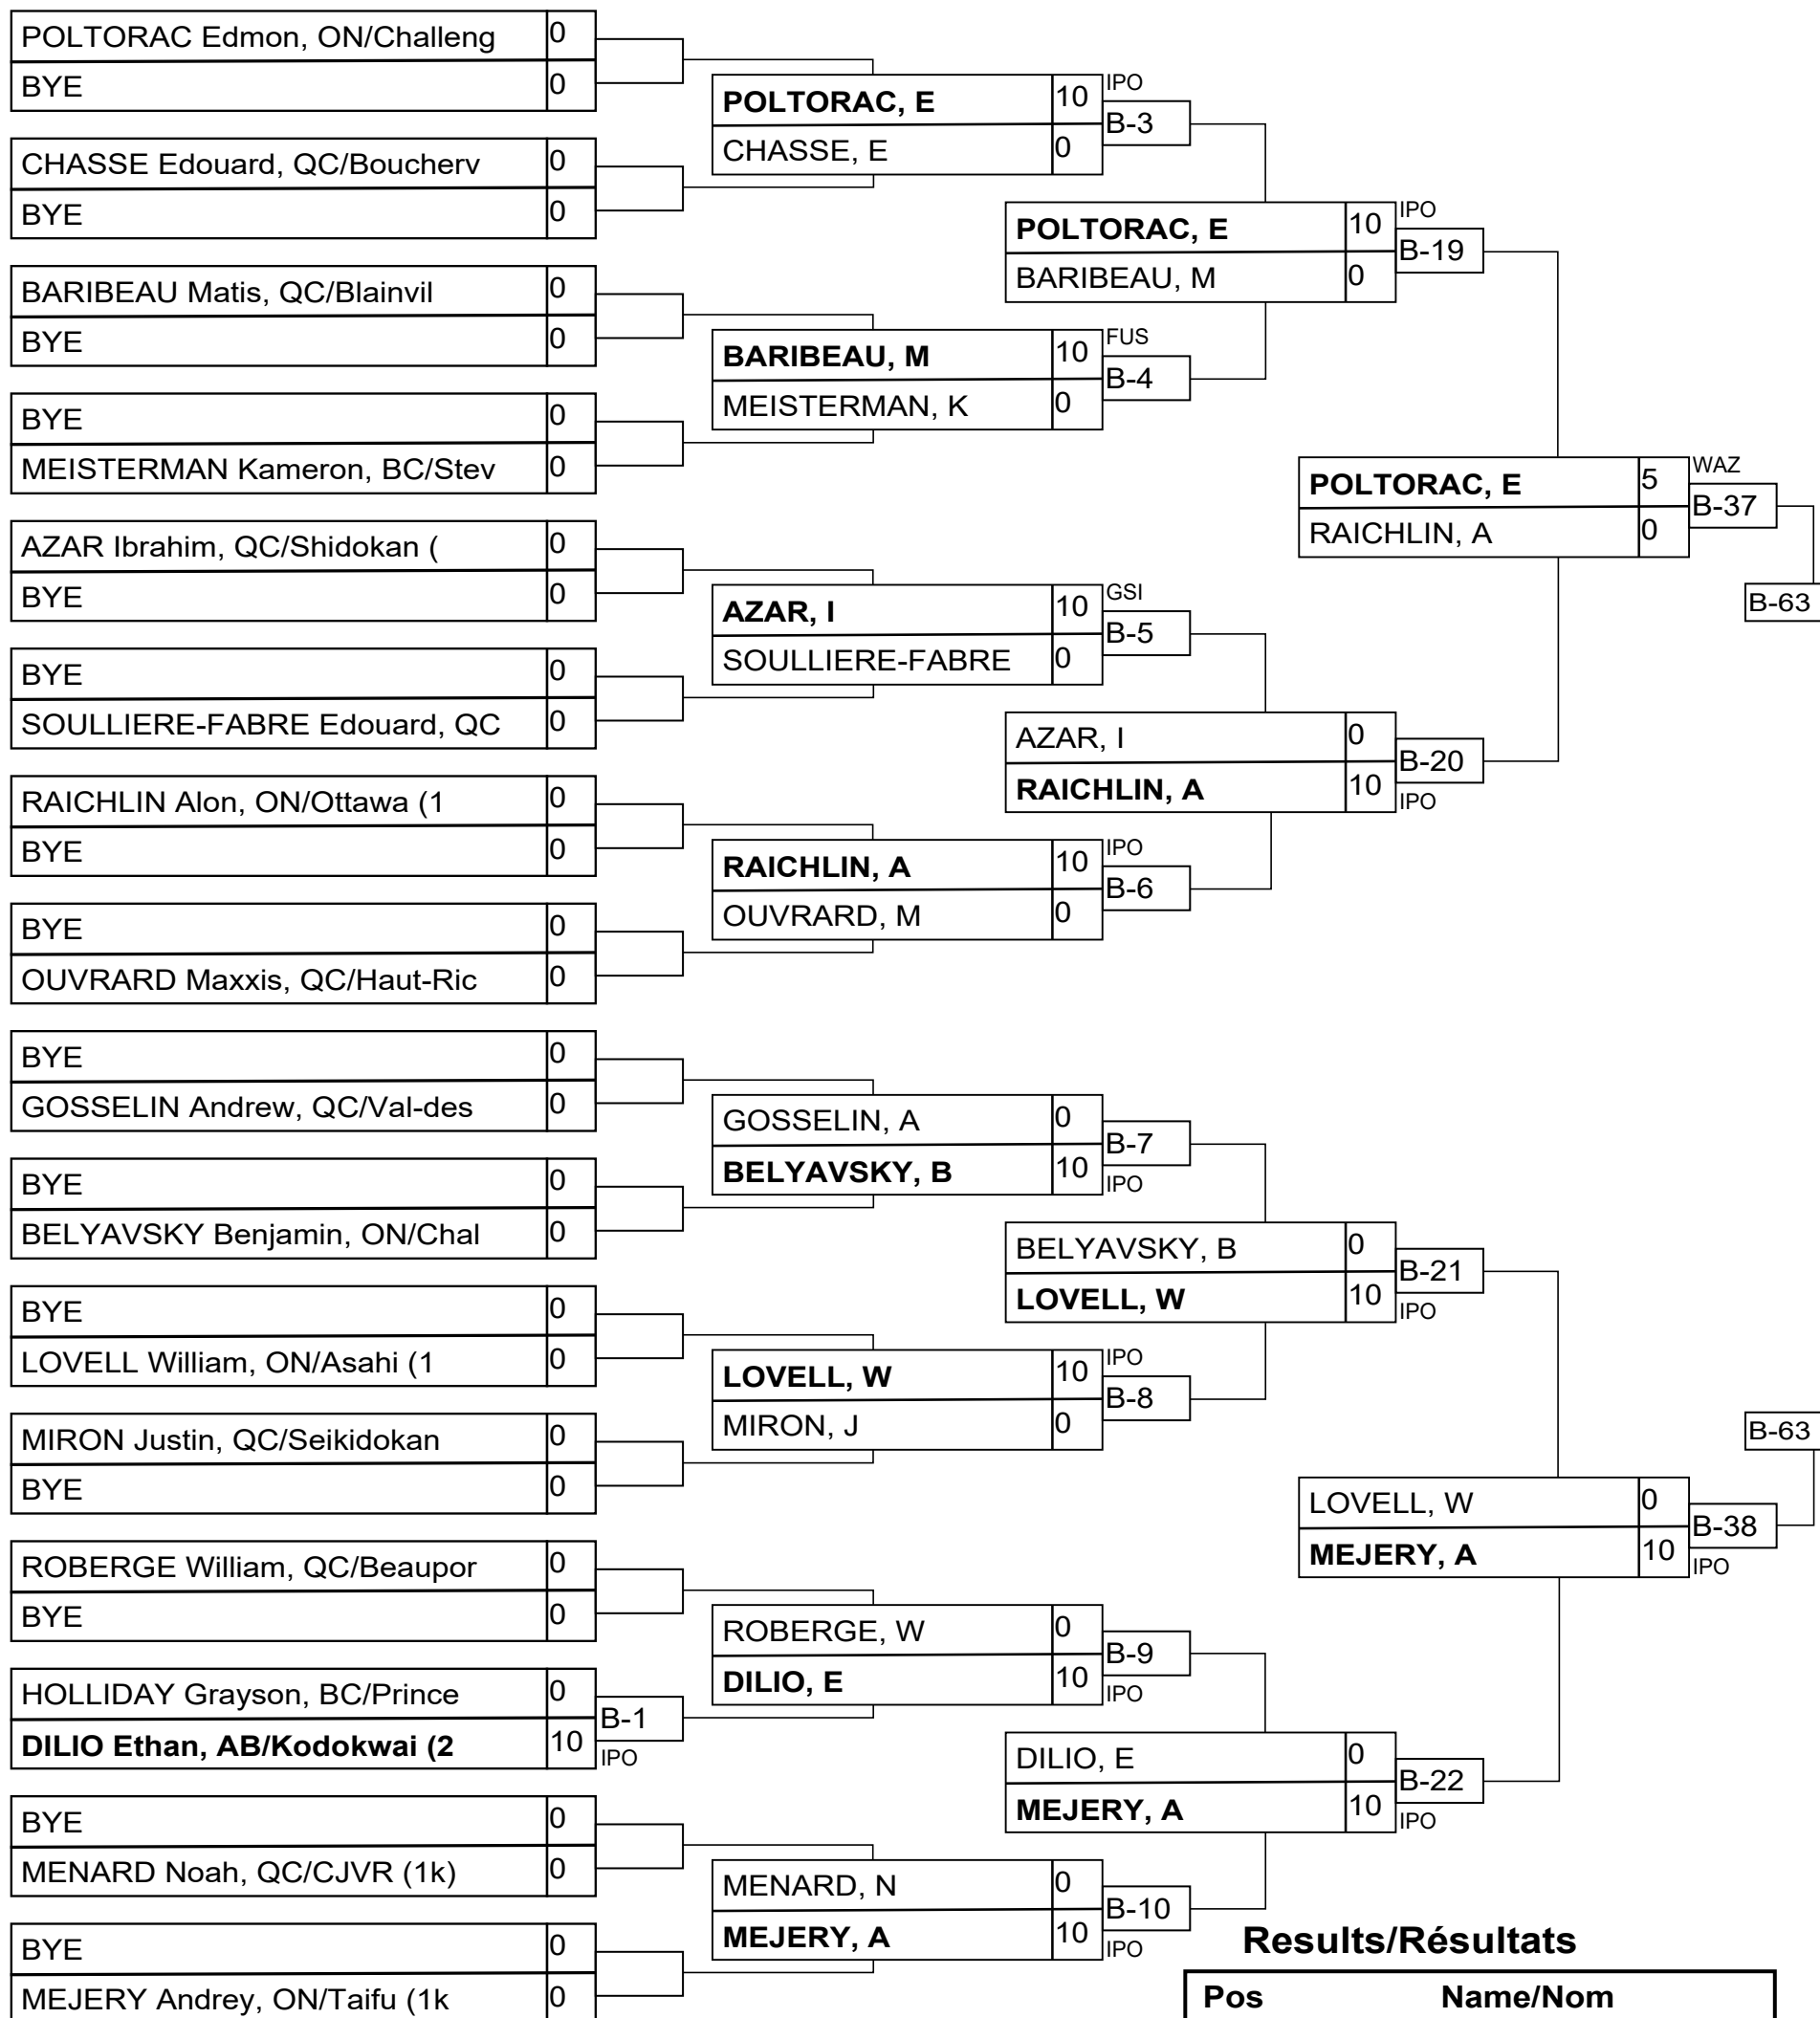 POLTORAC Edmon, ON/Challeng 0
BYE 0
CHASSE Edouard, QC/Boucherv 0
BYE 0
BARIBEAU Matis, QC/Blainvil 0
BYE 0
BYE 0
MEISTERMAN Kameron, BC/Stev 0
AZAR Ibrahim, QC/Shidokan ( 0
BYE 0
BYE 0
SOULLIERE-FABRE Edouard, QC 0
RAICHLIN Alon, ON/Ottawa (1 0
BYE 0
BYE 0
OUVRARD Maxxis, QC/Haut-Ric 0
BYE 0
GOSSELIN Andrew, QC/Val-des 0
BYE 0
BELYAVSKY Benjamin, ON/Chal 0
BYE 0
LOVELL William, ON/Asahi (1 0
MIRON Justin, QC/Seikidokan 0
BYE 0
ROBERGE William, QC/Beaupor 0
BYE 0
HOLLIDAY Grayson, BC/Prince 0
B-1
DILIO Ethan, AB/Kodokwai (2 10
IPO
BYE 0
MENARD Noah, QC/CJVR (1k) 0
BYE 0
MEJERY Andrey, ON/Taifu (1k 0
POLTORAC, E 10 IPO
B-3
CHASSE, E 0
BARIBEAU, M 10 FUS
B-4
MEISTERMAN, K 0
AZAR, I 10 GSI
B-5
SOULLIERE-FABRE 0
RAICHLIN, A 10 IPO
B-6
OUVRARD, M 0
GOSSELIN, A 0
B-7
BELYAVSKY, B 10 IPO
LOVELL, W 10 IPO
B-8
MIRON, J 0
ROBERGE, W 0
B-9
DILIO, E 10 IPO
MENARD, N 0
B-10
MEJERY, A 10 IPO
POLTORAC, E 10 IPO
B-19
BARIBEAU, M 0
AZAR, I 0
B-20
RAICHLIN, A 10 IPO
BELYAVSKY, B 0
B-21
LOVELL, W 10 IPO
DILIO, E 0
B-22
MEJERY, A 10 IPO
POLTORAC, E 5 WAZ
B-37
RAICHLIN, A 0
B-63
B-63
LOVELL, W 0
B-38
MEJERY, A 10 IPO
Results/Résultats
Pos Name/Nom